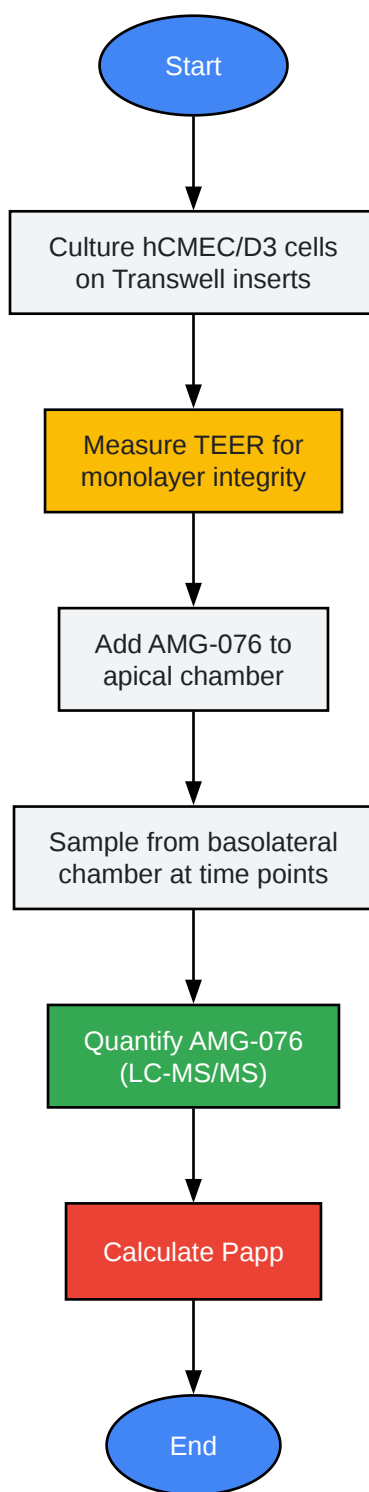 Start
Culture hCMEC/D3 cells
on Transwell inserts
Measure TEER for
monolayer integrity
Add AMG-076 to
apical chamber
Sample from basolateral
chamber at time points
Quantify AMG-076
(LC-MS/MS)
Calculate Papp
End